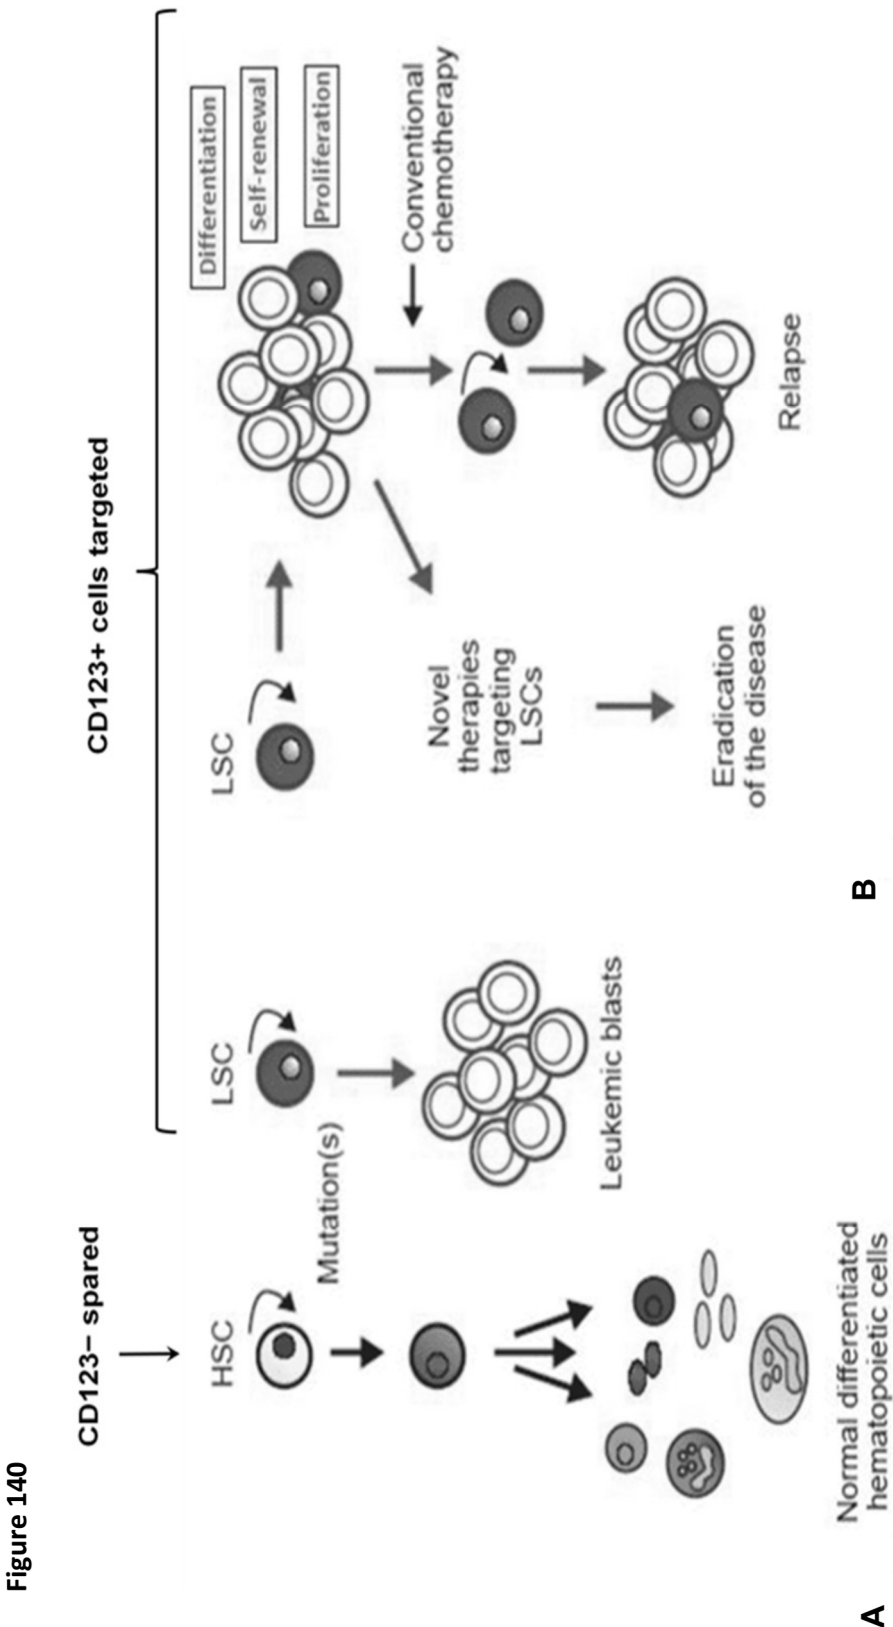 Figure 140
CD123− spared
CD123+ cells targeted
HSC
Mutation(s)
Normal differentiated
hematopoietic cells
A
LSC
Leukemic blasts
LSC
Differentiation
Self-renewal
Proliferation
Conventional
chemotherapy
Novel
therapies
targeting
LSCs
Eradication
of the disease
Relapse
B